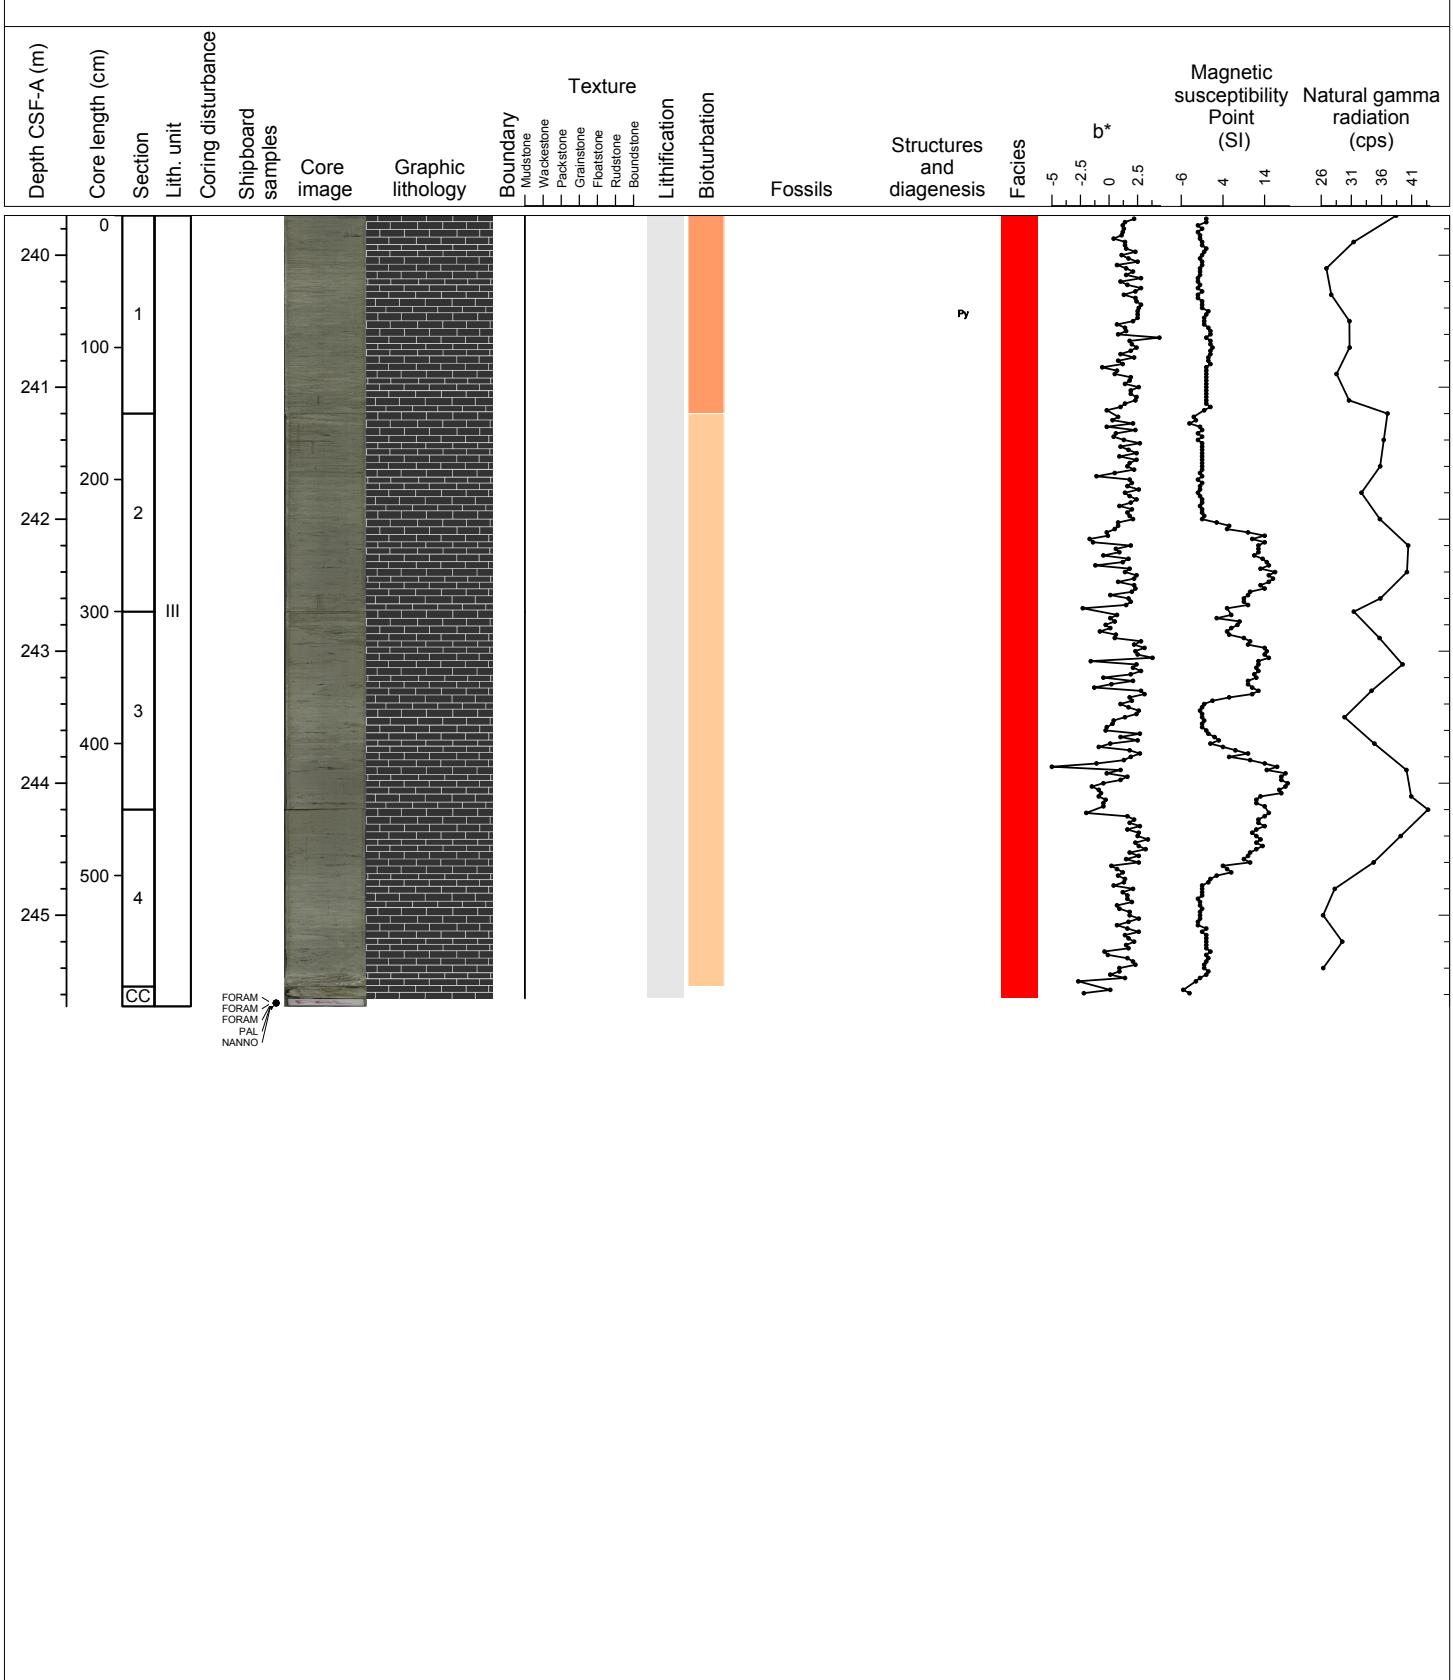 Depth CSF-A (m)
Core length (cm)
Section
Lith. unit
Coring disturbance
Shipboard
samples
Core
image
Graphic
lithology
Boundary
Texture
Mudstone
Wackestone
Packstone
Grainstone
Floatstone
Rudstone
Boundstone
Lithification
Bioturbation
Fossils
Structures
and
diagenesis
Facies
b*
-5
-2.5
0
2.5
Magnetic
susceptibility
Point
(SI)
-6
4
14
Natural gamma
radiation
(cps)
26
31
36
41
0
240
1
Py
100
241
200
2
242
300
III
243
3
400
244
500
4
245
CC
FORAM
FORAM
FORAM
PAL
NANNO